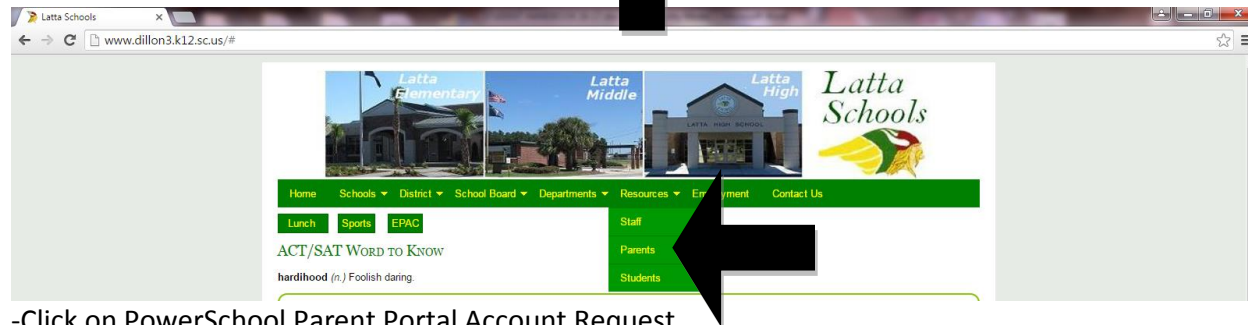 Latta Schools
www.dillon3.k12.sc.us/#
Latta Elementary
Latta Middle
Latta High
LATTA HIGH SCHOOL
Latta Schools
Home Schools District School Board Departments Resources Contact Us
Lunch Sports EPAC
Staff
Parents
Students
ACT/SAT WORD TO KNOW
hardihood (n.) Foolish daring.
-Click on PowerSchool Parent Portal Account Request